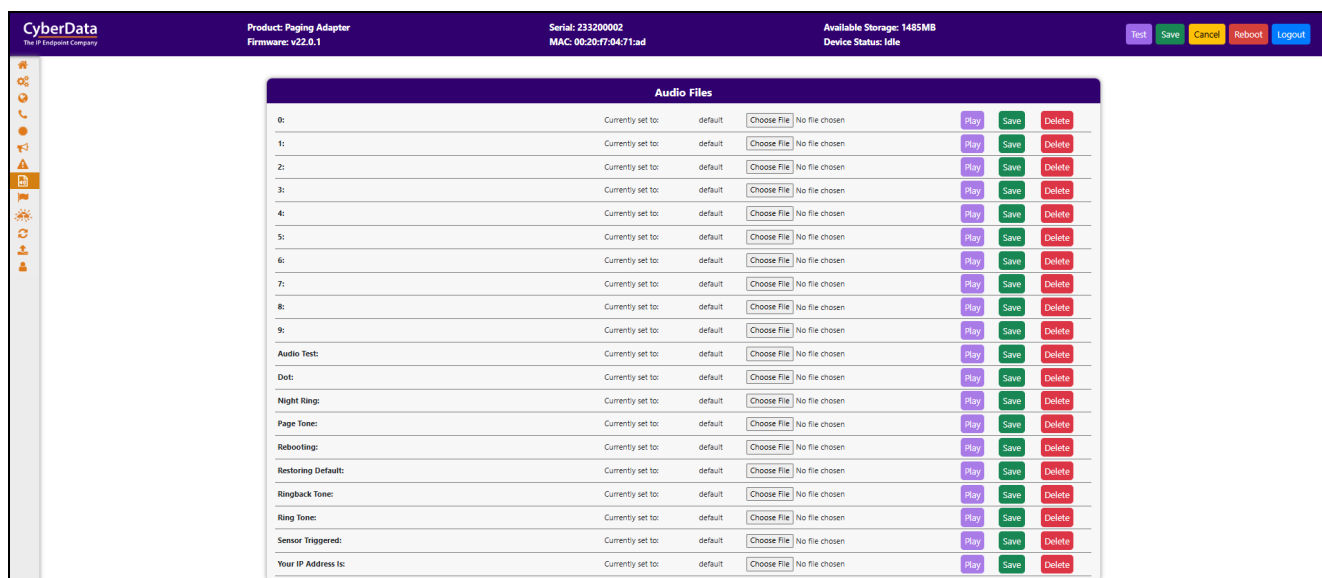 CyberData
The IP Endpoint Company
Product: Paging Adapter
Firmware: v22.0.1
Serial: 233200002
MAC: 00:20:f7:04:71:ad
Available Storage: 1485MB
Device Status: Idle
Test Save Cancel Reboot Logout
Audio Files
0: Currently set to: default Choose File No file chosen Play Save Delete
1: Currently set to: default Choose File No file chosen Play Save Delete
2: Currently set to: default Choose File No file chosen Play Save Delete
3: Currently set to: default Choose File No file chosen Play Save Delete
4: Currently set to: default Choose File No file chosen Play Save Delete
5: Currently set to: default Choose File No file chosen Play Save Delete
6: Currently set to: default Choose File No file chosen Play Save Delete
7: Currently set to: default Choose File No file chosen Play Save Delete
8: Currently set to: default Choose File No file chosen Play Save Delete
9: Currently set to: default Choose File No file chosen Play Save Delete
Audio Test: Currently set to: default Choose File No file chosen Play Save Delete
Dot: Currently set to: default Choose File No file chosen Play Save Delete
Night Ring: Currently set to: default Choose File No file chosen Play Save Delete
Page Tone: Currently set to: default Choose File No file chosen Play Save Delete
Rebooting: Currently set to: default Choose File No file chosen Play Save Delete
Restoring Default: Currently set to: default Choose File No file chosen Play Save Delete
Ringback Tone: Currently set to: default Choose File No file chosen Play Save Delete
Ring Tone: Currently set to: default Choose File No file chosen Play Save Delete
Sensor Triggered: Currently set to: default Choose File No file chosen Play Save Delete
Your IP Address Is: Currently set to: default Choose File No file chosen Play Save Delete